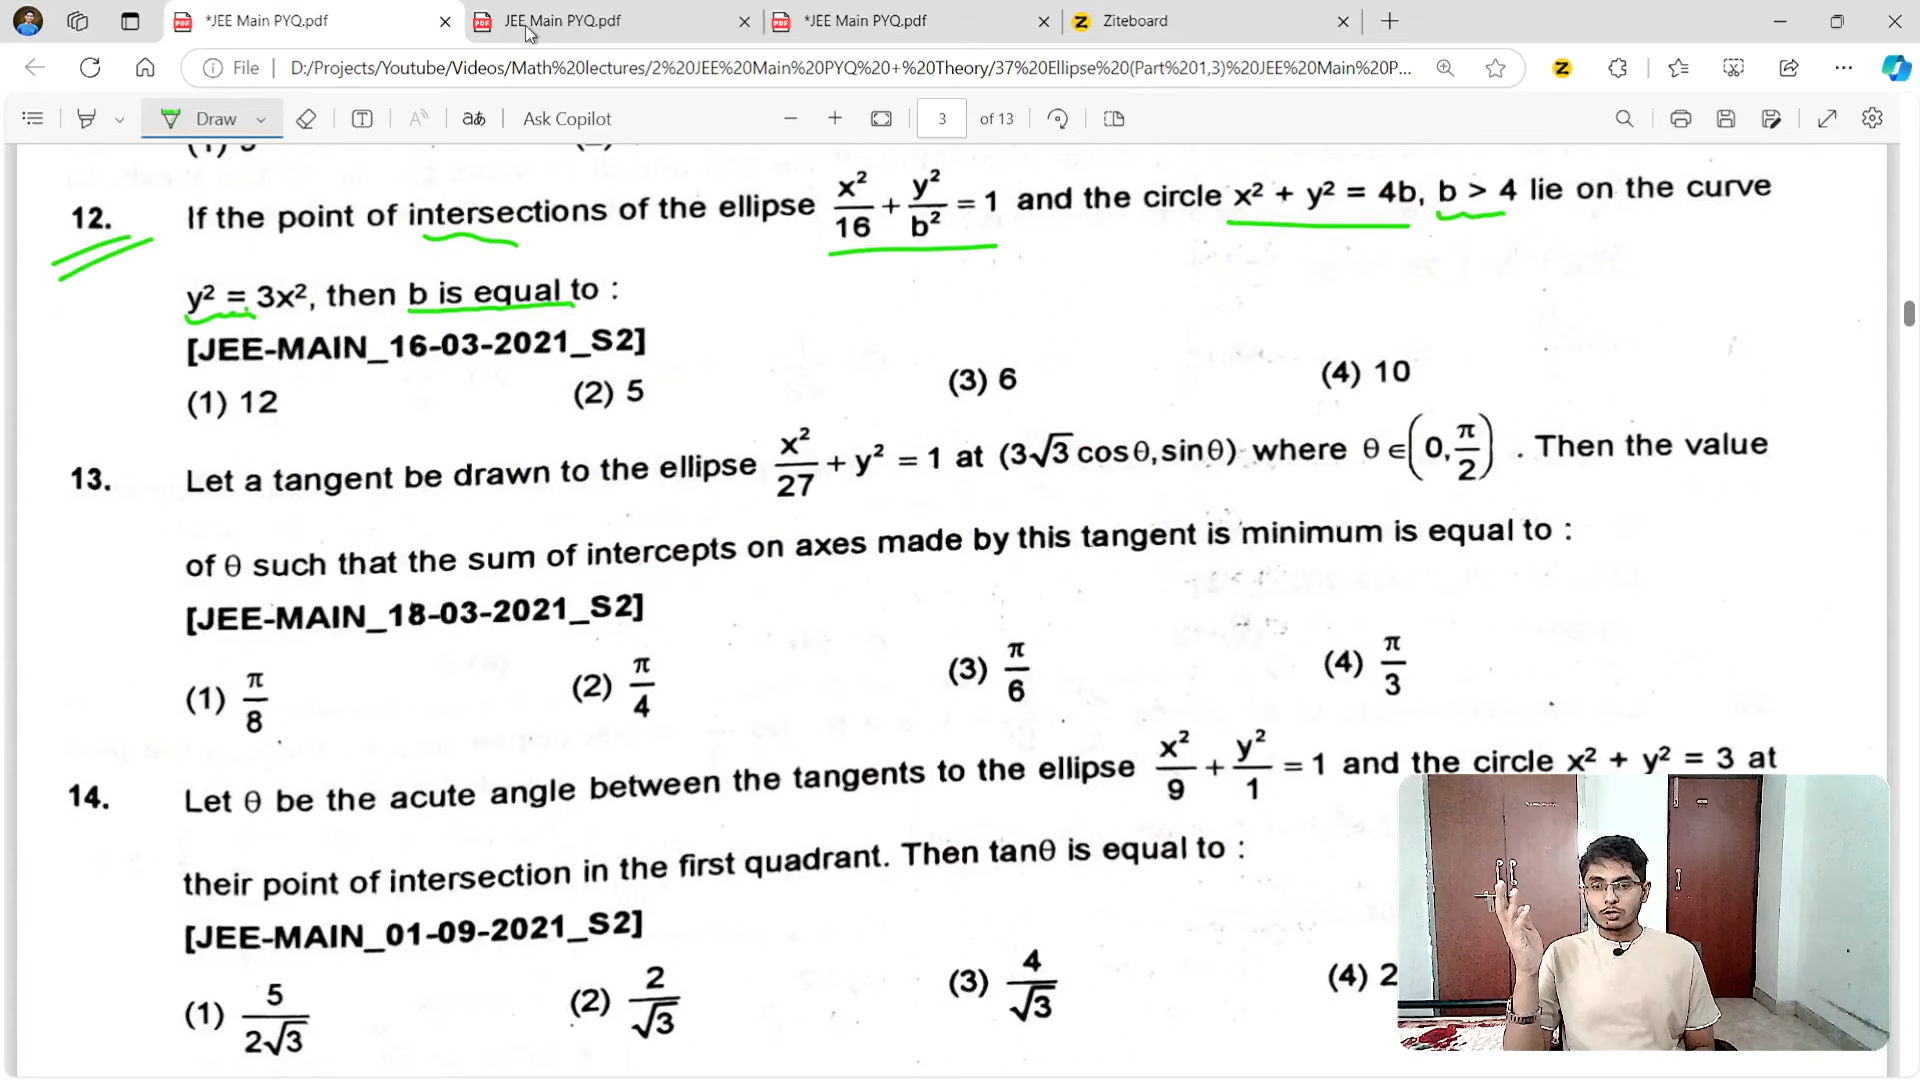 *JEE Main PYQ.pdf
JEE Main PYQ.pdf
*JEE Main PYQ.pdf
Ziteboard
File
D:/Projects/Youtube/Videos/Math%20lectures/2%20JEE%20Main%20PYQ%20+%20Theory/37%20Ellipse%20(Part%201,3)%20JEE%20Main%20P...
Draw
Ask Copilot
3 of 13
12. If the point of intersections of the ellipse x²/16 + y²/b² = 1 and the circle x² + y² = 4b, b > 4 lie on the curve
y² = 3x², then b is equal to :
[JEE-MAIN_16-03-2021_S2]
(1) 12 (2) 5 (3) 6 (4) 10
13. Let a tangent be drawn to the ellipse x²/27 + y² = 1 at (3√3 cosθ, sinθ) where θ ∈ (0, π/2) . Then the value
of θ such that the sum of intercepts on axes made by this tangent is minimum is equal to :
[JEE-MAIN_18-03-2021_S2]
(1) π/8 (2) π/4 (3) π/6 (4) π/3
14. Let θ be the acute angle between the tangents to the ellipse x²/9 + y²/1 = 1 and the circle x² + y² = 3 at
their point of intersection in the first quadrant. Then tanθ is equal to :
[JEE-MAIN_01-09-2021_S2]
(1) 5/2√3 (2) 2/√3 (3) 4/√3 (4) 2